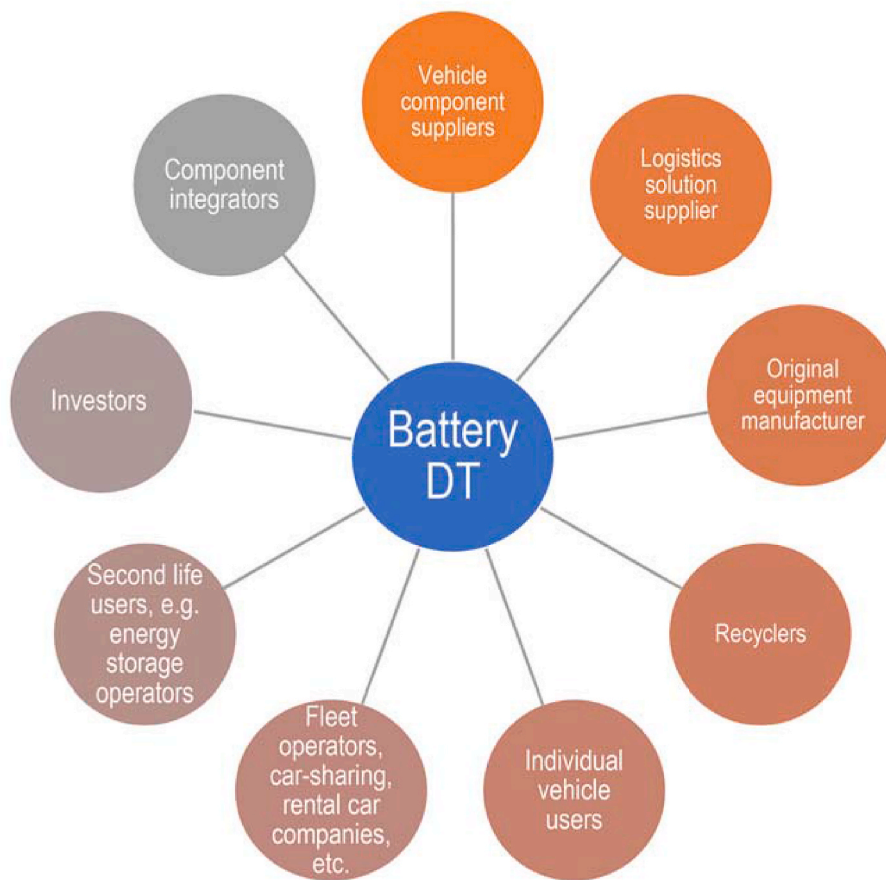 Vehicle
component
suppliers
Logistics
solution
supplier
Original
equipment
manufacturer
Recyclers
Individual
vehicle
users
Fleet
operators,
car-sharing,
rental car
companies,
etc.
Second life
users, e.g.
energy
storage
operators
Investors
Component
integrators
Battery
DT